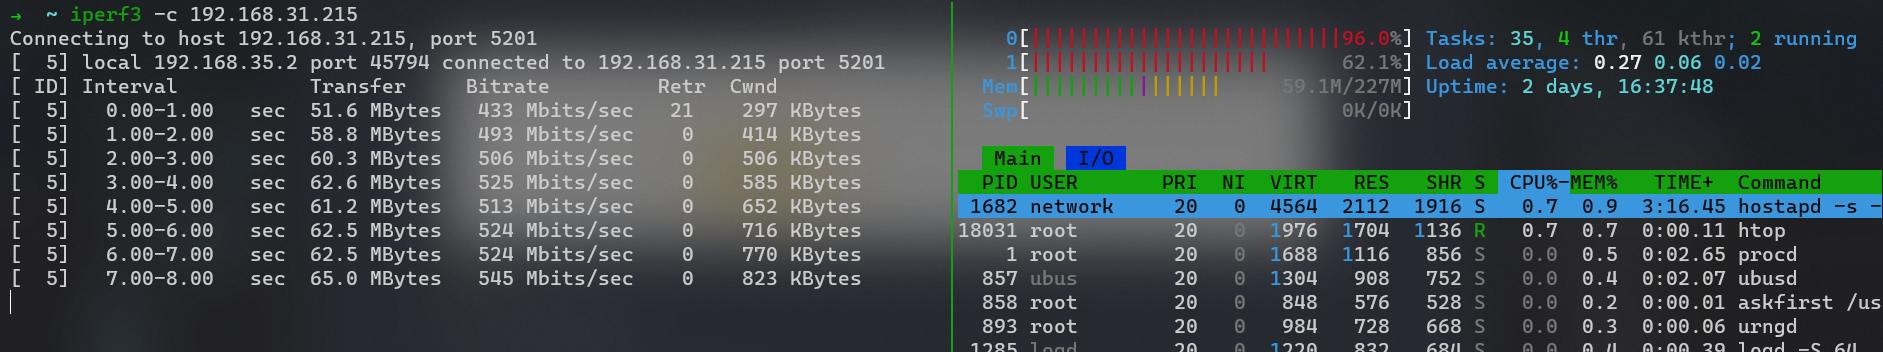 → ~ iperf3 -c 192.168.31.215
Connecting to host 192.168.31.215, port 5201
[  5] local 192.168.35.2 port 45794 connected to 192.168.31.215 port 5201
[ ID] Interval           Transfer     Bitrate         Retr  Cwnd
[  5]   0.00-1.00   sec  51.6 MBytes   433 Mbits/sec   21    297 KBytes
[  5]   1.00-2.00   sec  58.8 MBytes   493 Mbits/sec    0    414 KBytes
[  5]   2.00-3.00   sec  60.3 MBytes   506 Mbits/sec    0    506 KBytes
[  5]   3.00-4.00   sec  62.6 MBytes   525 Mbits/sec    0    585 KBytes
[  5]   4.00-5.00   sec  61.2 MBytes   513 Mbits/sec    0    652 KBytes
[  5]   5.00-6.00   sec  62.5 MBytes   524 Mbits/sec    0    716 KBytes
[  5]   6.00-7.00   sec  62.5 MBytes   524 Mbits/sec    0    770 KBytes
[  5]   7.00-8.00   sec  65.0 MBytes   545 Mbits/sec    0    823 KBytes
0[||||||||||||||||||||||||||96.0%] Tasks: 35, 4 thr, 61 kthr; 2 running
1[||||||||||||||||||||      62.1%] Load average: 0.27 0.06 0.02
Mem[||||||||||||||||     59.1M/227M] Uptime: 2 days, 16:37:48
Swp[                          0K/0K]
Main I/O
PID USER PRI NI VIRT RES SHR S CPU%-MEM% TIME+ Command
1682 network 20 0 4564 2112 1916 S 0.7 0.9 3:16.45 hostapd -s -
18031 root 20 0 1976 1704 1136 R 0.7 0.7 0:00.11 htop
1 root 20 0 1688 1116 856 S 0.0 0.5 0:02.65 procd
857 ubus 20 0 1304 908 752 S 0.0 0.4 0:02.07 ubusd
858 root 20 0 848 576 528 S 0.0 0.2 0:00.01 askfirst /us
893 root 20 0 984 728 668 S 0.0 0.3 0:00.06 urngd
1285 logd 20 0 1220 832 684 S 0.0 0.4 0:00.39 logd -S 64